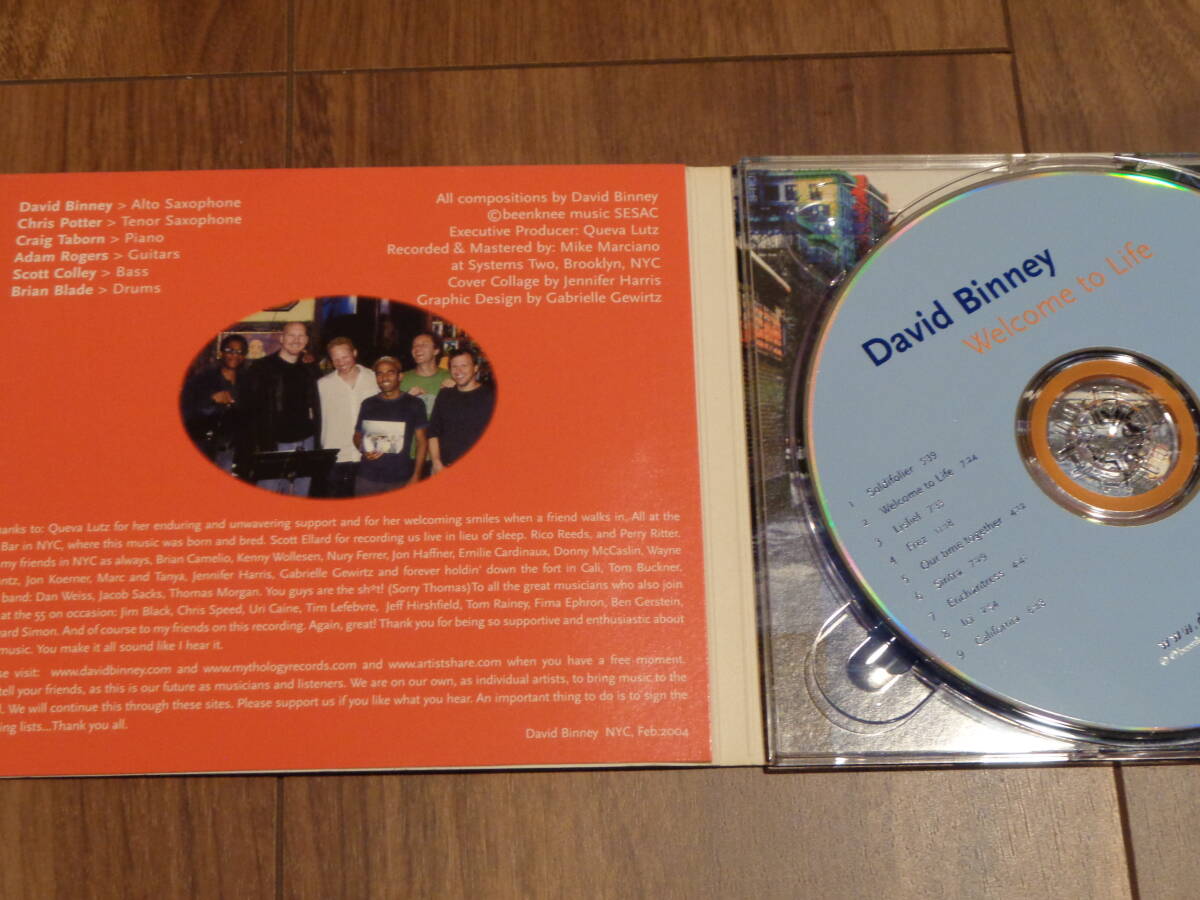 David Binney > Alto Saxophone
Chris Potter > Tenor Saxophone
Craig Taborn > Piano
Adam Rogers > Guitars
Scott Colley > Bass
Brian Blade > Drums
All compositions by David Binney
©beenknee music SESAC
Executive Producer: Queva Lutz
Recorded & Mastered by: Mike Marciano
at Systems Two, Brooklyn, NYC
Cover Collage by Jennifer Harris
Graphic Design by Gabrielle Gewirtz
hanks to: Queva Lutz for her enduring and unwavering support and for her welcoming smiles when a friend walks in. All at the
Bar in NYC, where this music was born and bred. Scott Ellard for recording us live in lieu of sleep. Rico Reeds, and Perry Ritter.
my friends in NYC as always, Brian Camelio, Kenny Wollesen, Nury Ferrer, Jon Haffner, Emilie Cardinaux, Donny McCaslin, Wayne
ntz, Jon Koerner, Marc and Tanya, Jennifer Harris, Gabrielle Gewirtz and forever holdin' down the fort in Cali, Tom Buckner.
band: Dan Weiss, Jacob Sacks, Thomas Morgan. You guys are the sh*t! (Sorry Thomas)To all the great musicians who also join
at the 55 on occasion: Jim Black, Chris Speed, Uri Caine, Tim Lefebvre, Jeff Hirshfield, Tom Rainey, Fima Ephron, Ben Gerstein,
ard Simon. And of course to my friends on this recording. Again, great! Thank you for being so supportive and enthusiastic about
music. You make it all sound like I hear it.
se visit: www.davidbinney.com and www.mythologyrecords.com and www.artistshare.com when you have a free moment.
tell your friends, as this is our future as musicians and listeners. We are on our own, as individual artists, to bring music to the
l. We will continue this through these sites. Please support us if you like what you hear. An important thing to do is to sign the
ing lists...Thank you all.
David Binney NYC, Feb.2004
David Binney
Welcome to Life
1 Soldifolier 5:39
2 Welcome to Life 7:24
3 Lisliel 7:35
4 Frez 11:18
5 Our time together 4:32
6 Sintra 7:49
7 Enchantress
8
9 California
www.